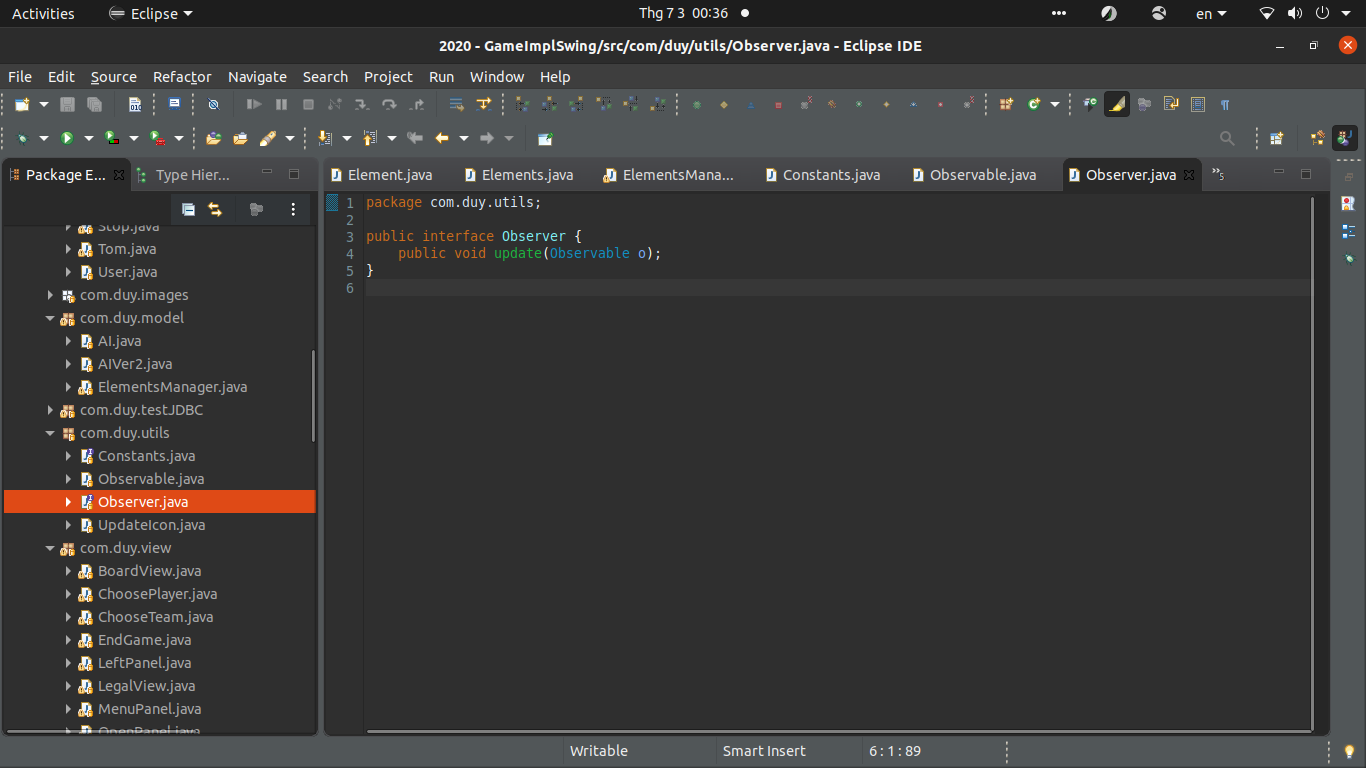 Activities Eclipse Thg 7 3 00:36 en
2020 - GameImplSwing/src/com/duy/utils/Observer.java - Eclipse IDE
File Edit Source Refactor Navigate Search Project Run Window Help
Package E... Type Hier... Element.java Elements.java ElementsMana... Constants.java Observable.java Observer.java »5
Stop.java
Tom.java
User.java
com.duy.images
com.duy.model
AI.java
AIVer2.java
ElementsManager.java
com.duy.testJDBC
com.duy.utils
Constants.java
Observable.java
Observer.java
UpdateIcon.java
com.duy.view
BoardView.java
ChoosePlayer.java
ChooseTeam.java
EndGame.java
LeftPanel.java
LegalView.java
MenuPanel.java
OpenPanel.java
1 package com.duy.utils;
2
3 public interface Observer {
4 public void update(Observable o);
5 }
6
Writable Smart Insert 6 : 1 : 89